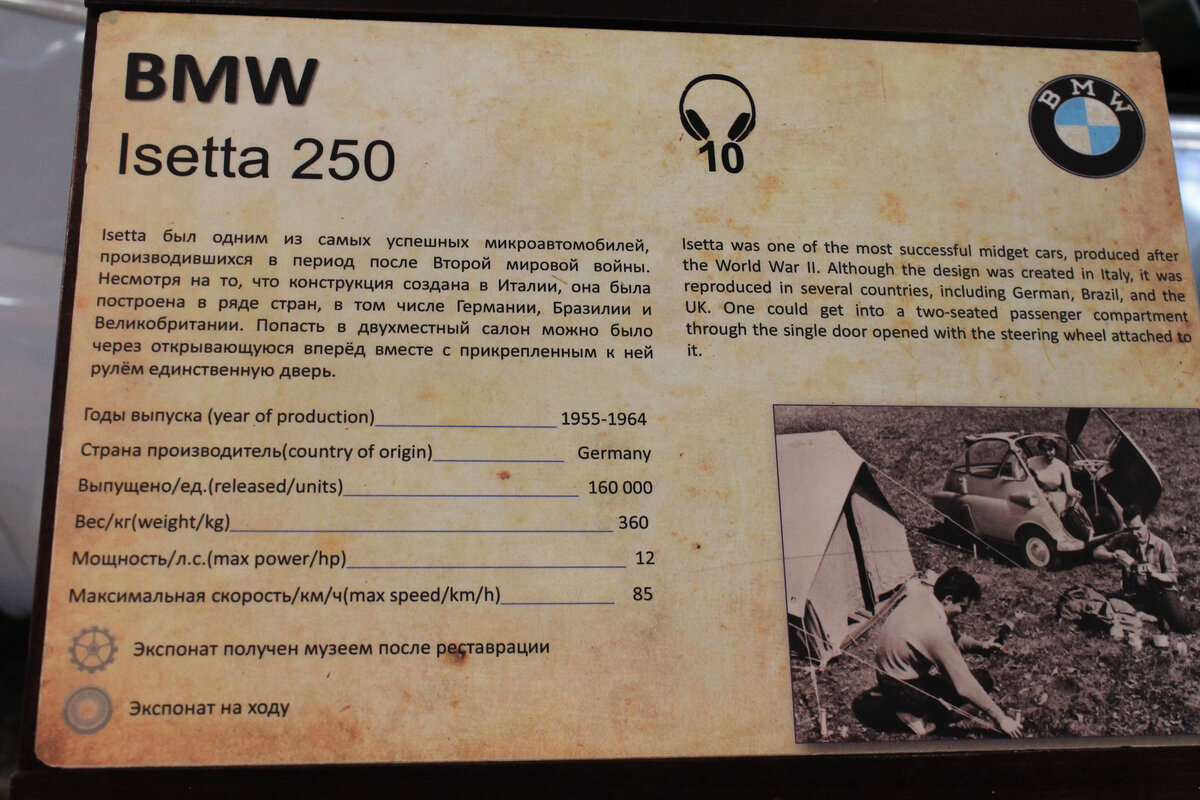 BMW
Isetta 250
10
BMW
Isetta был одним из самых успешных микроавтомобилей,
производившихся в период после Второй мировой войны.
Несмотря на то, что конструкция создана в Италии, она была
построена в ряде стран, в том числе Германии, Бразилии и
Великобритании. Попасть в двухместный салон можно было
через открывающуюся вперёд вместе с прикрепленным к ней
рулём единственную дверь.
Isetta was one of the most successful midget cars, produced after
the World War II. Although the design was created in Italy, it was
reproduced in several countries, including German, Brazil, and the
UK. One could get into a two-seated passenger compartment
through the single door opened with the steering wheel attached to
it.
Годы выпуска (year of production) 1955-1964
Страна производитель(country of origin) Germany
Выпущено/ед.(released/units) 160 000
Вес/кг(weight/kg) 360
Мощность/л.с.(max power/hp) 12
Максимальная скорость/км/ч(max speed/km/h) 85
Экспонат получен музеем после реставрации
Экспонат на ходу